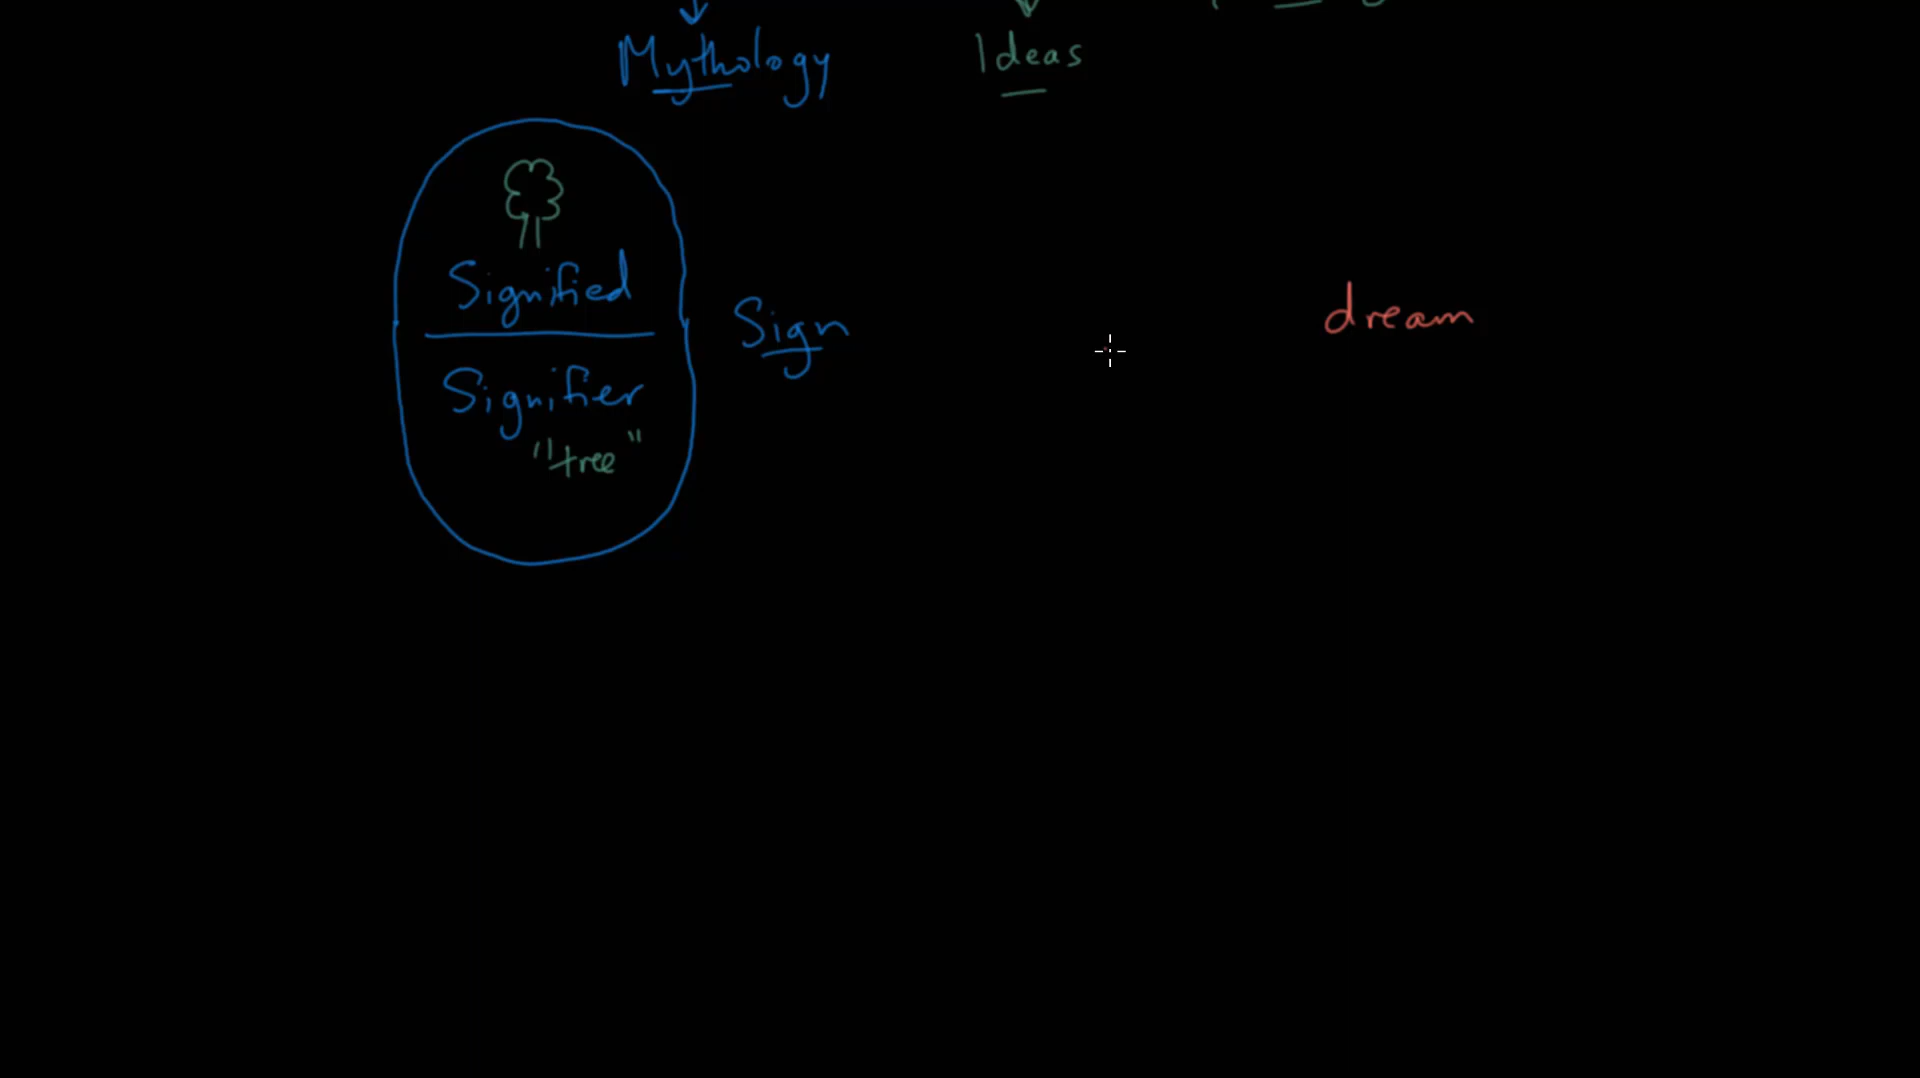 Mythology
Ideas
Signified
Sign
dream
Signifier
"tree"